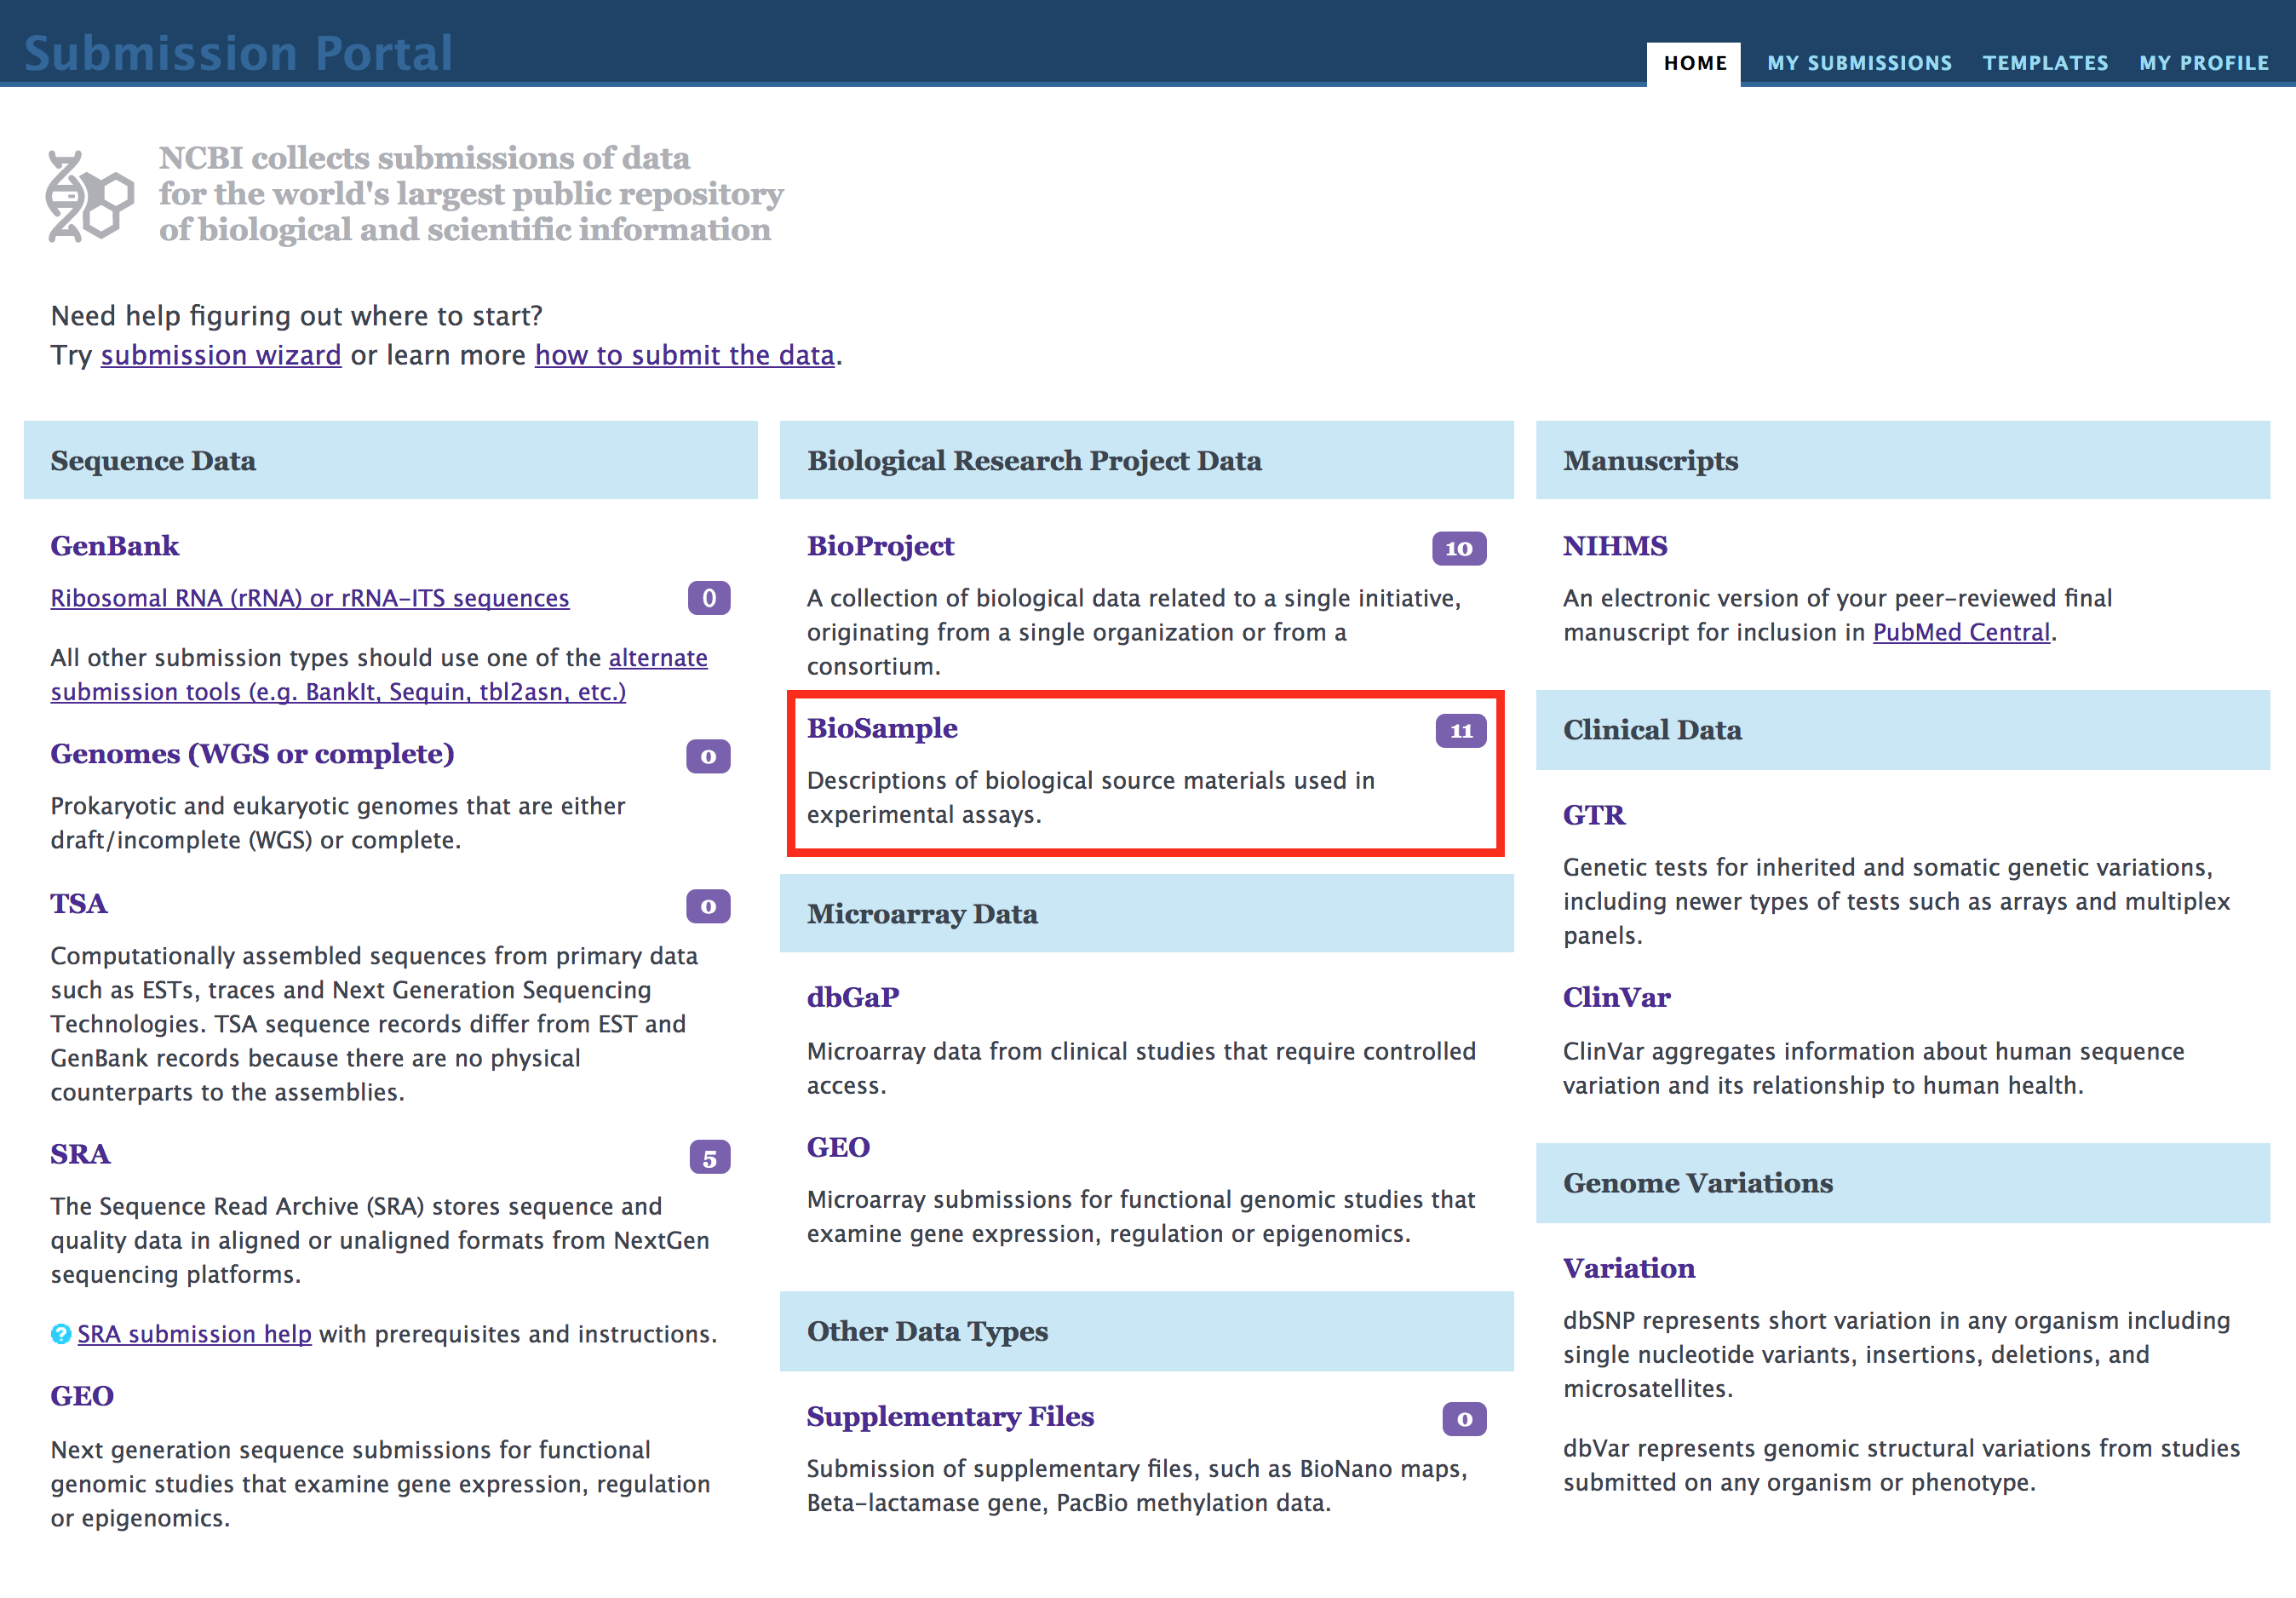 Submission Portal
HOME
MY SUBMISSIONS
TEMPLATES
MY PROFILE
NCBI collects submissions of data
for the world's largest public repository
of biological and scientific information
Need help figuring out where to start?
Try submission wizard or learn more how to submit the data.
Sequence Data
GenBank
Ribosomal RNA (rRNA) or rRNA-ITS sequences
0
All other submission types should use one of the alternate
submission tools (e.g. BankIt, Sequin, tbl2asn, etc.)
Genomes (WGS or complete)
0
Prokaryotic and eukaryotic genomes that are either
draft/incomplete (WGS) or complete.
TSA
0
Computationally assembled sequences from primary data
such as ESTs, traces and Next Generation Sequencing
Technologies. TSA sequence records differ from EST and
GenBank records because there are no physical
counterparts to the assemblies.
SRA
5
The Sequence Read Archive (SRA) stores sequence and
quality data in aligned or unaligned formats from NextGen
sequencing platforms.
? SRA submission help with prerequisites and instructions.
GEO
Next generation sequence submissions for functional
genomic studies that examine gene expression, regulation
or epigenomics.
Biological Research Project Data
BioProject
10
A collection of biological data related to a single initiative,
originating from a single organization or from a
consortium.
BioSample
11
Descriptions of biological source materials used in
experimental assays.
Microarray Data
dbGaP
Microarray data from clinical studies that require controlled
access.
GEO
Microarray submissions for functional genomic studies that
examine gene expression, regulation or epigenomics.
Other Data Types
Supplementary Files
0
Submission of supplementary files, such as BioNano maps,
Beta-lactamase gene, PacBio methylation data.
Manuscripts
NIHMS
An electronic version of your peer-reviewed final
manuscript for inclusion in PubMed Central.
Clinical Data
GTR
Genetic tests for inherited and somatic genetic variations,
including newer types of tests such as arrays and multiplex
panels.
ClinVar
ClinVar aggregates information about human sequence
variation and its relationship to human health.
Genome Variations
Variation
dbSNP represents short variation in any organism including
single nucleotide variants, insertions, deletions, and
microsatellites.
dbVar represents genomic structural variations from studies
submitted on any organism or phenotype.